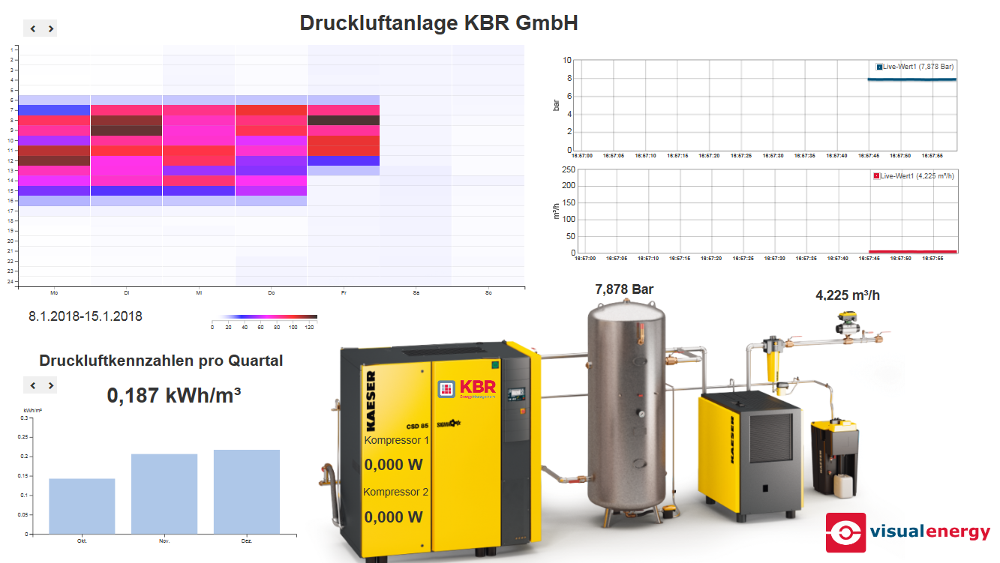 Druckluftanlage KBR GmbH
1
2
3
4
5
6
7
8
9
10
11
12
13
14
15
16
17
18
19
20
21
22
23
24
Mo
Di
Mi
Do
Fr
Sa
So
8.1.2018-15.1.2018
0 20 40 60 80 100 120
bar
10
8
6
4
2
0
Live-Wert1 (7,878 Bar)
16:57:00 16:57:05 16:57:10 16:57:15 16:57:20 16:57:25 16:57:30 16:57:35 16:57:40 16:57:45 16:57:50 16:57:55
m³/h
250
200
150
100
50
0
Live-Wert1 (4,225 m³/h)
16:57:00 16:57:05 16:57:10 16:57:15 16:57:20 16:57:25 16:57:30 16:57:35 16:57:40 16:57:45 16:57:50 16:57:55
7,878 Bar
4,225 m³/h
Druckluftkennzahlen pro Quartal
0,187 kWh/m³
kWh/m³
0.3
0.25
0.2
0.15
0.1
0.05
0
Okt.
Nov.
Dez.
KAESER
KBR
EnergyManagement
CSD 85
SIGMA
Kompressor 1
0,000 W
Kompressor 2
0,000 W
KAESER
KAESER
visualenergy